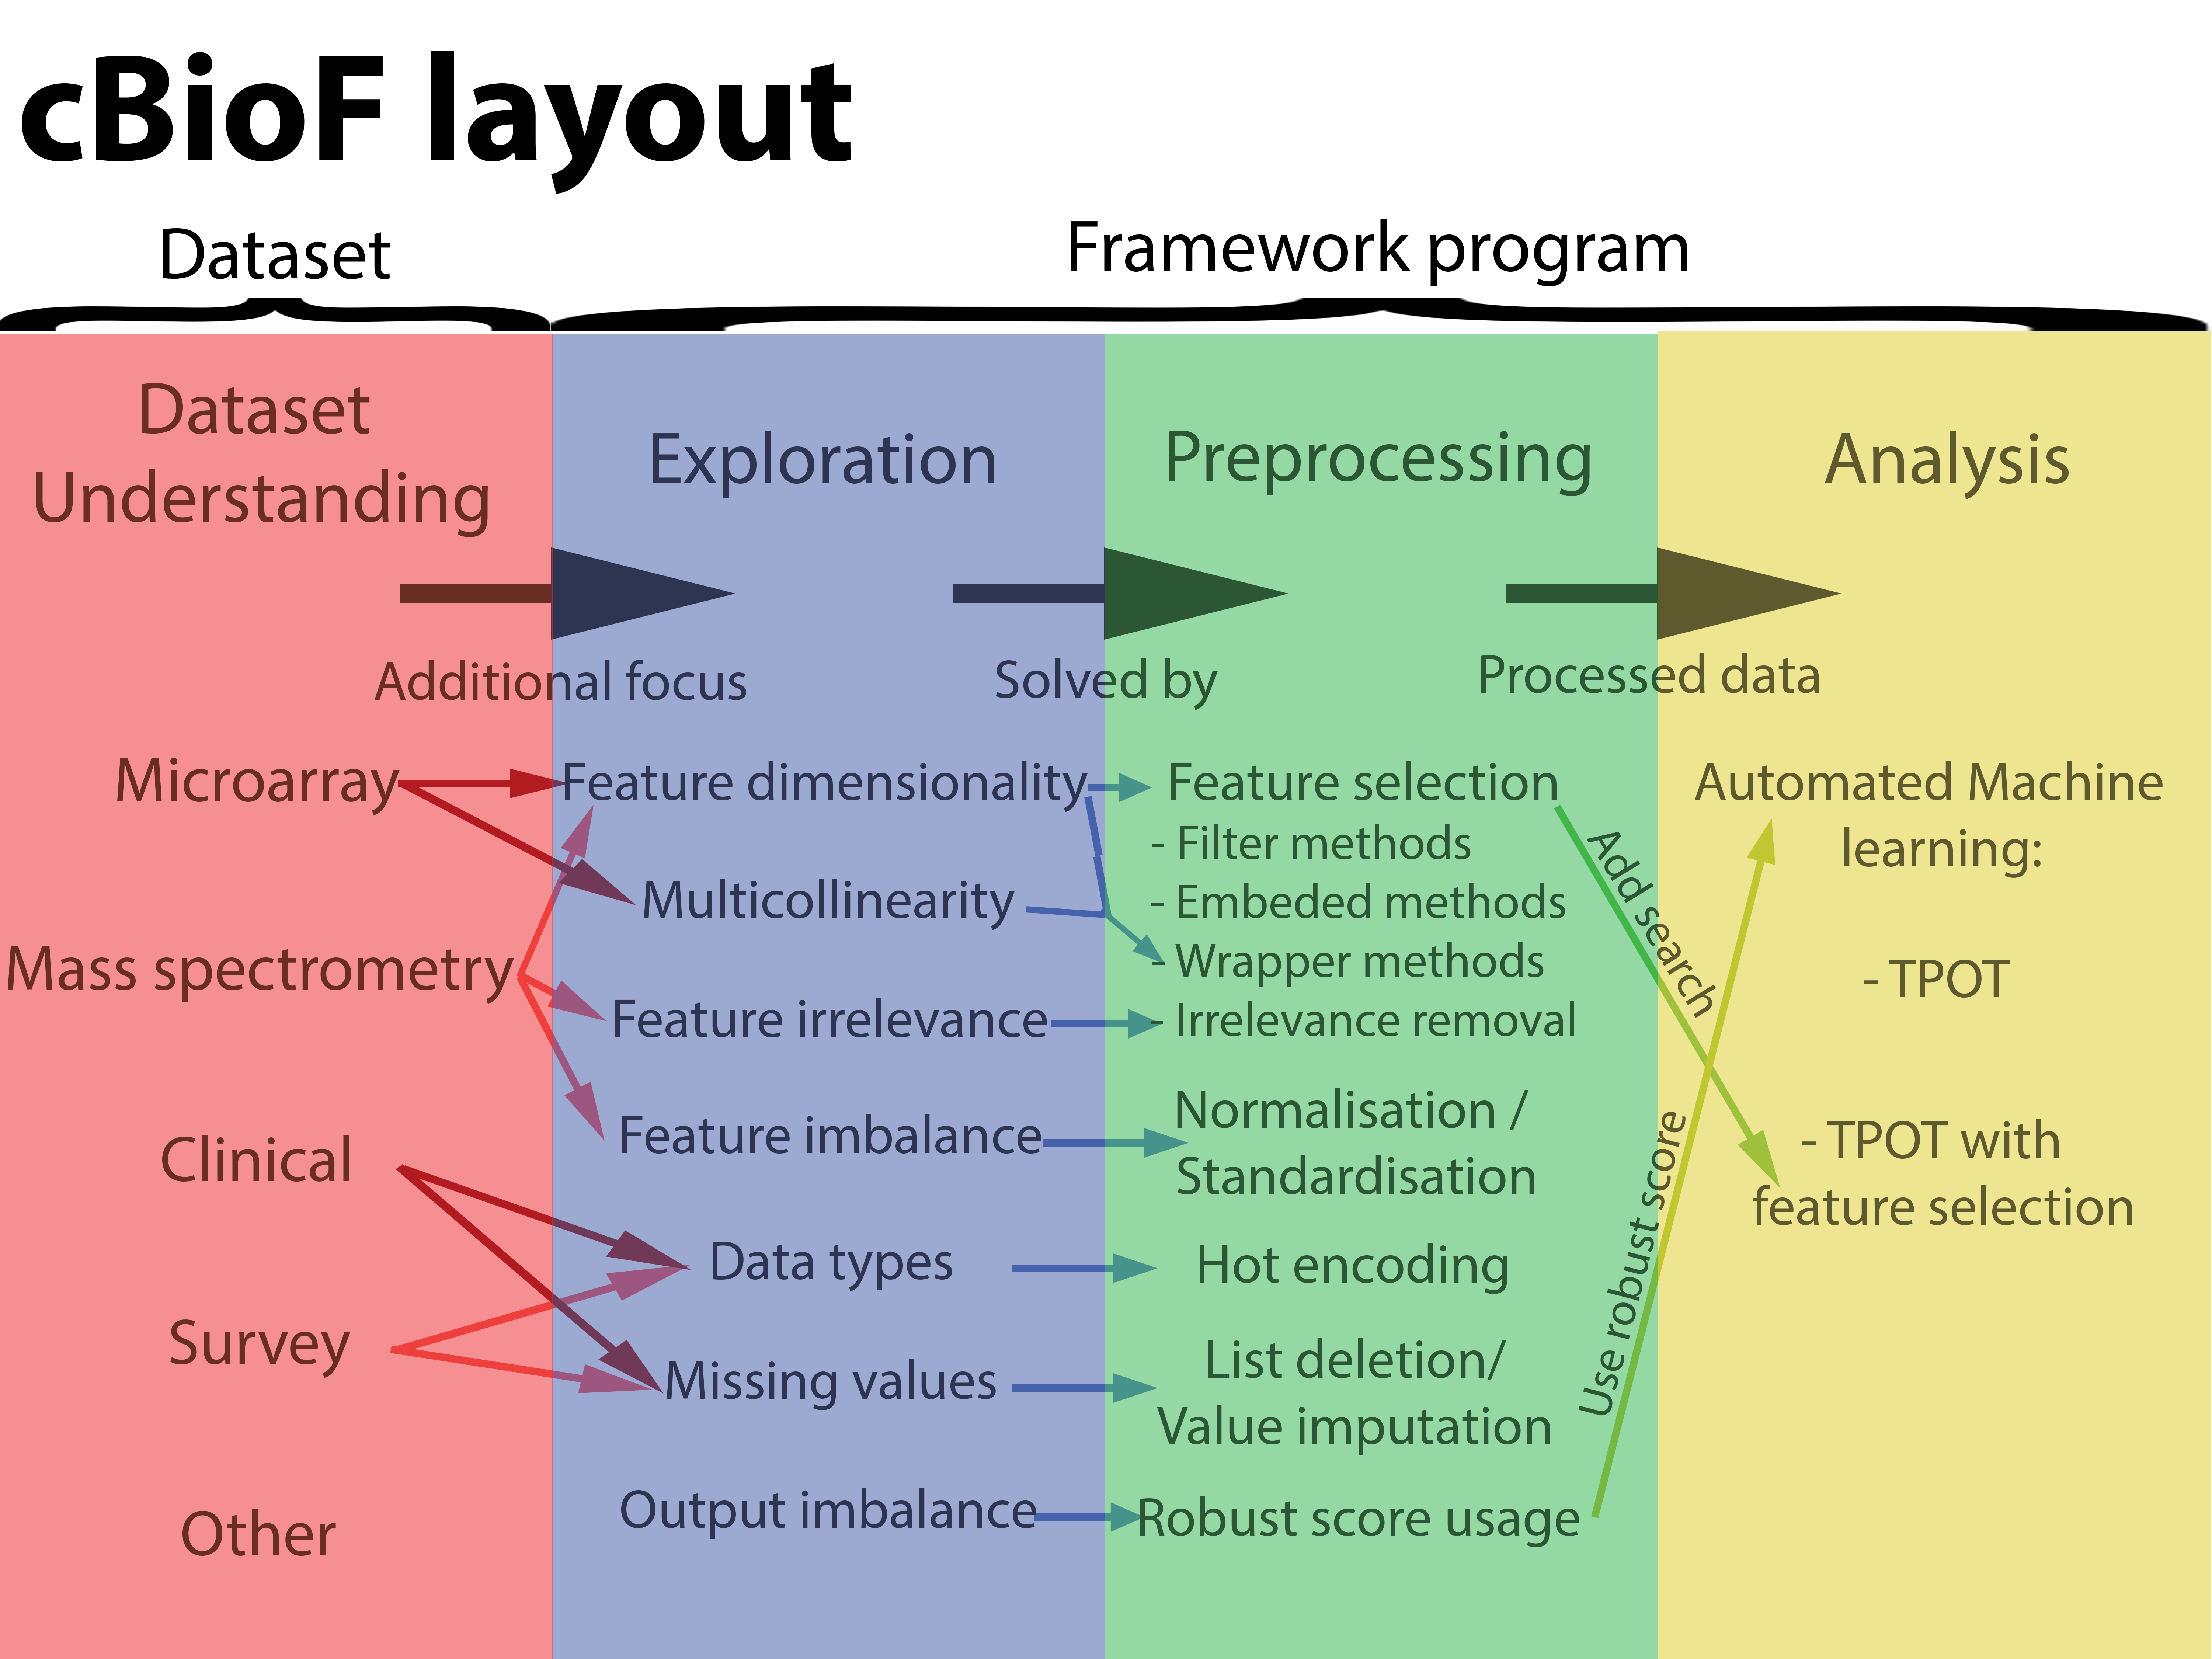 cBioF layout
Dataset
Framework program
Dataset
Understanding
Exploration
Preprocessing
Analysis
Additional focus
Solved by
Processed data
Microarray
Mass spectrometry
Clinical
Survey
Other
Feature dimensionality
Multicollinearity
Feature irrelevance
Feature imbalance
Data types
Missing values
Output imbalance
Feature selection
- Filter methods
- Embeded methods
- Wrapper methods
- Irrelevance removal
Normalisation /
Standardisation
Hot encoding
List deletion/
Value imputation
Robust score usage
Add search
Use robust score
Automated Machine
learning:
- TPOT
- TPOT with
feature selection